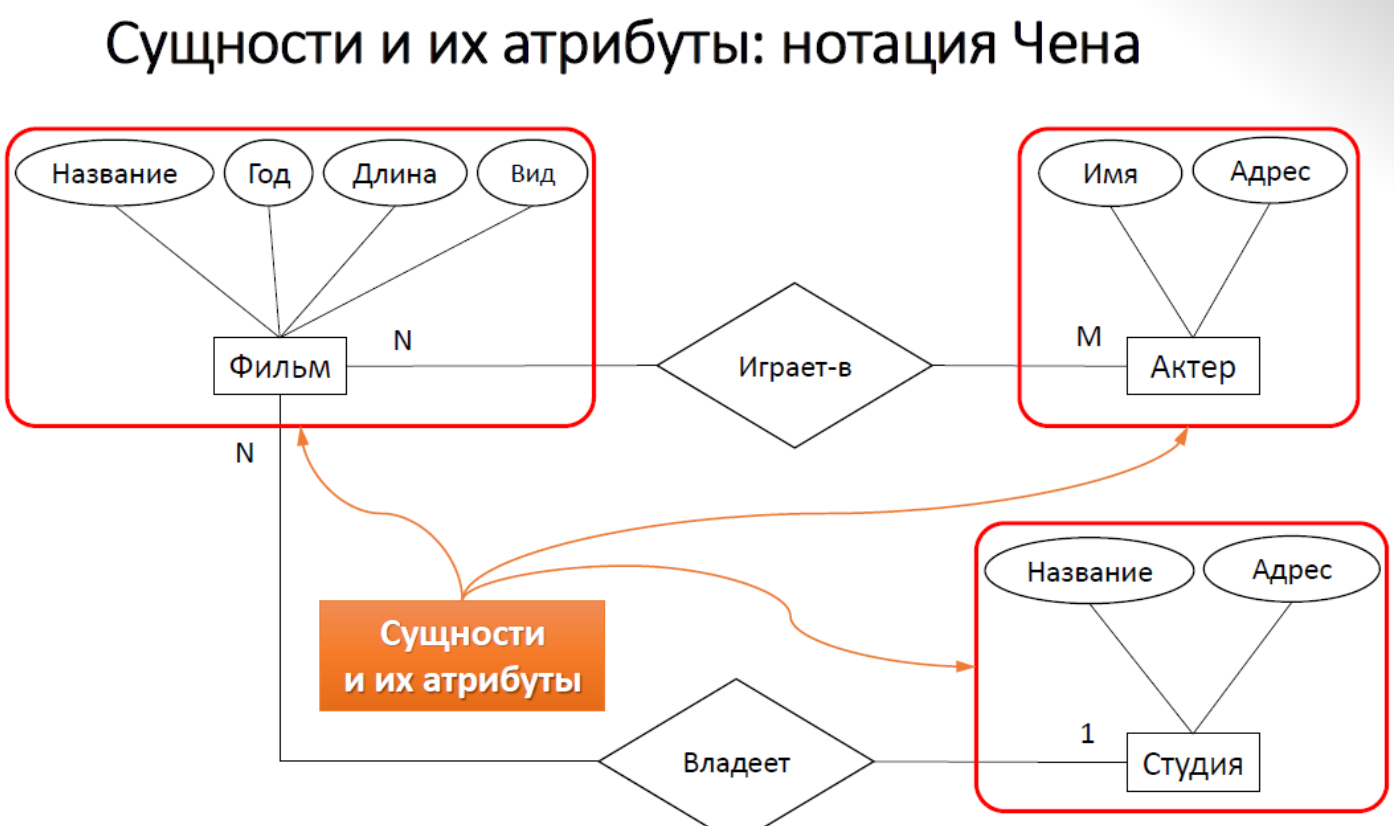 Сущности и их атрибуты: нотация Чена
Название
Год
Длина
Вид
Имя
Адрес
N
M
Фильм
Играет-в
Актер
N
Название
Адрес
Сущности
и их атрибуты
1
Владеет
Студия